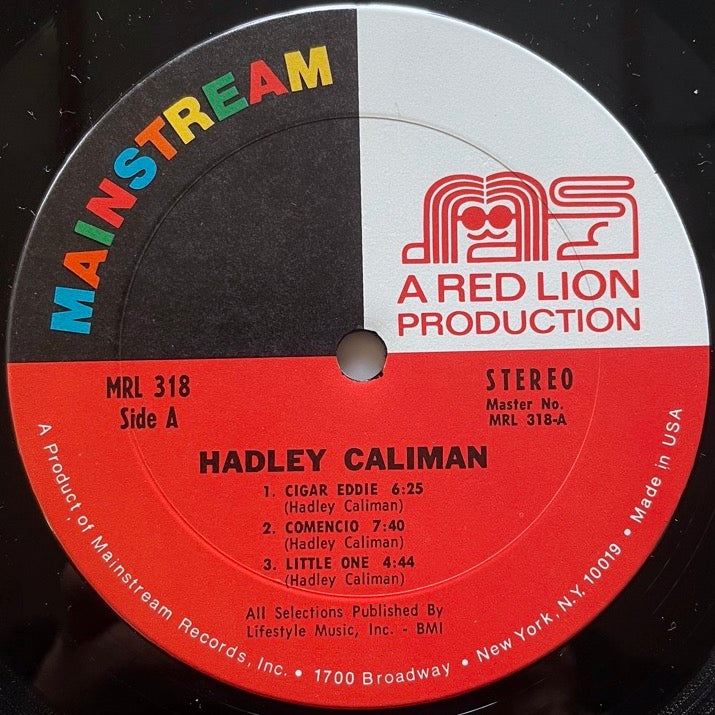 MAINSTREAM
A RED LION
PRODUCTION
MRL 318
Side A
STEREO
Master No.
MRL 318-A
HADLEY CALIMAN
1. CIGAR EDDIE 6:25
(Hadley Caliman)
2. COMENCIO 7:40
(Hadley Caliman)
3. LITTLE ONE 4:44
(Hadley Caliman)
All Selections Published By
Lifestyle Music, Inc. - BMI
A Product of Mainstream Records, Inc. • 1700 Broadway • New York, N.Y. 10019 • Made in USA